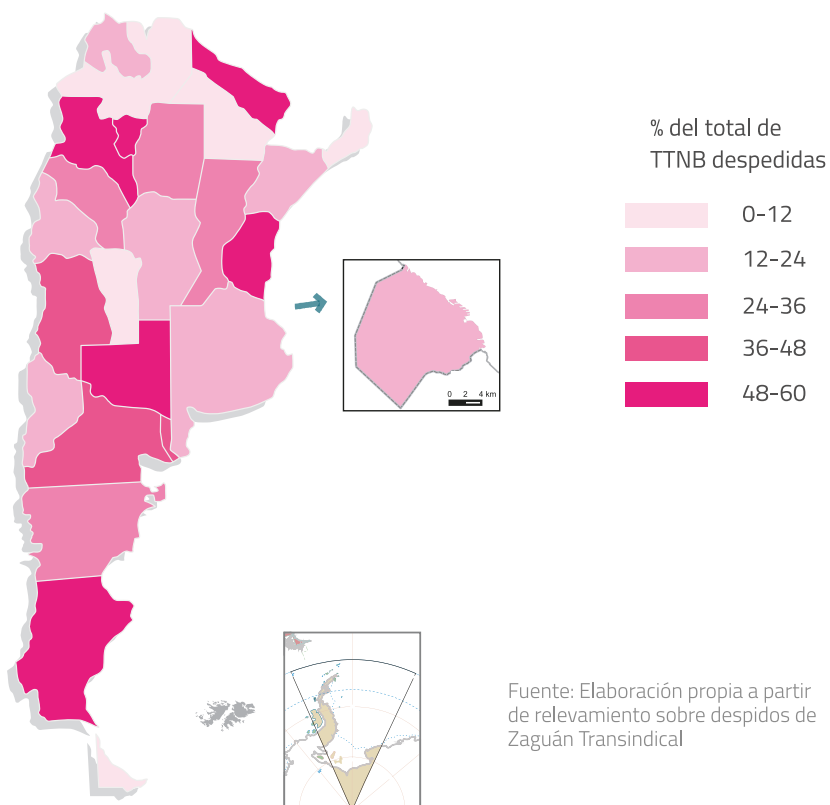 % del total de
TTNB despedidas
0-12
12-24
24-36
36-48
48-60
0 2 4 km
Fuente: Elaboración propia a partir
de relevamiento sobre despidos de
Zaguán Transindical